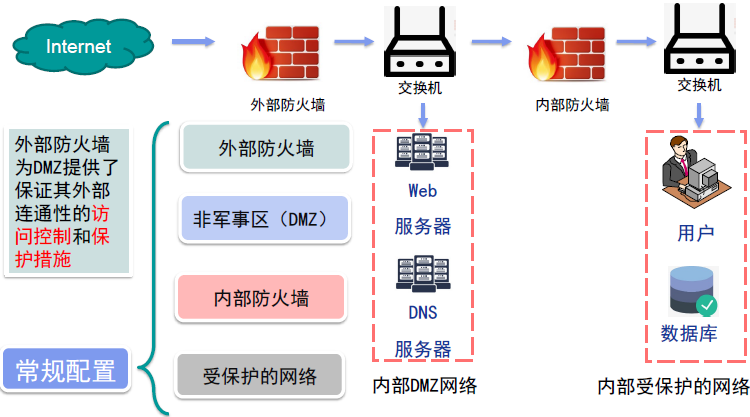 Internet
外部防火墙
交换机
内部防火墙
交换机
外部防火墙
为DMZ提供了
保证其外部
连通性的访
问控制和保
护措施
常规配置
外部防火墙
非军事区（DMZ）
内部防火墙
受保护的网络
Web
服务器
DNS
服务器
内部DMZ网络
用户
数据库
内部受保护的网络